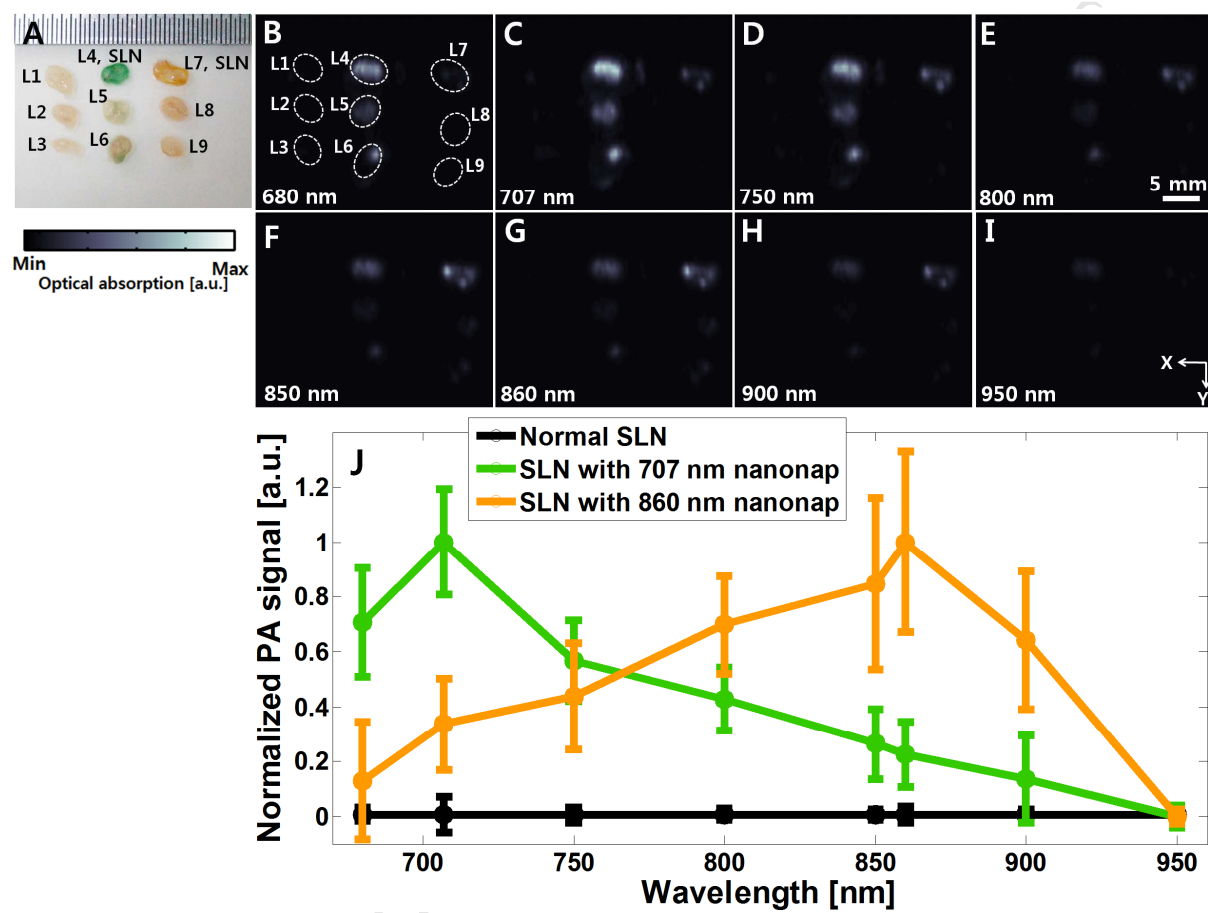 A
L4, SLN
L7, SLN
L1
L5
L2
L8
L3
L6
L9
Min
Max
Optical absorption [a.u.]
B
L1
L4
L7
L2
L5
L8
L3
L6
L9
680 nm
C
707 nm
D
750 nm
E
800 nm
5 mm
F
850 nm
G
860 nm
H
900 nm
I
950 nm
X
Y
J
Normal SLN
SLN with 707 nm nanonap
SLN with 860 nm nanonap
Normalized PA signal [a.u.]
1.2
1
0.8
0.6
0.4
0.2
0
700
750
800
850
900
950
Wavelength [nm]